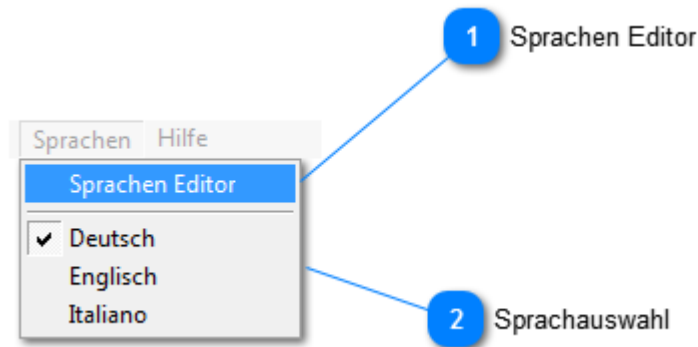 1 Sprachen Editor
Sprachen Hilfe
Sprachen Editor
Deutsch
Englisch
Italiano
2 Sprachauswahl